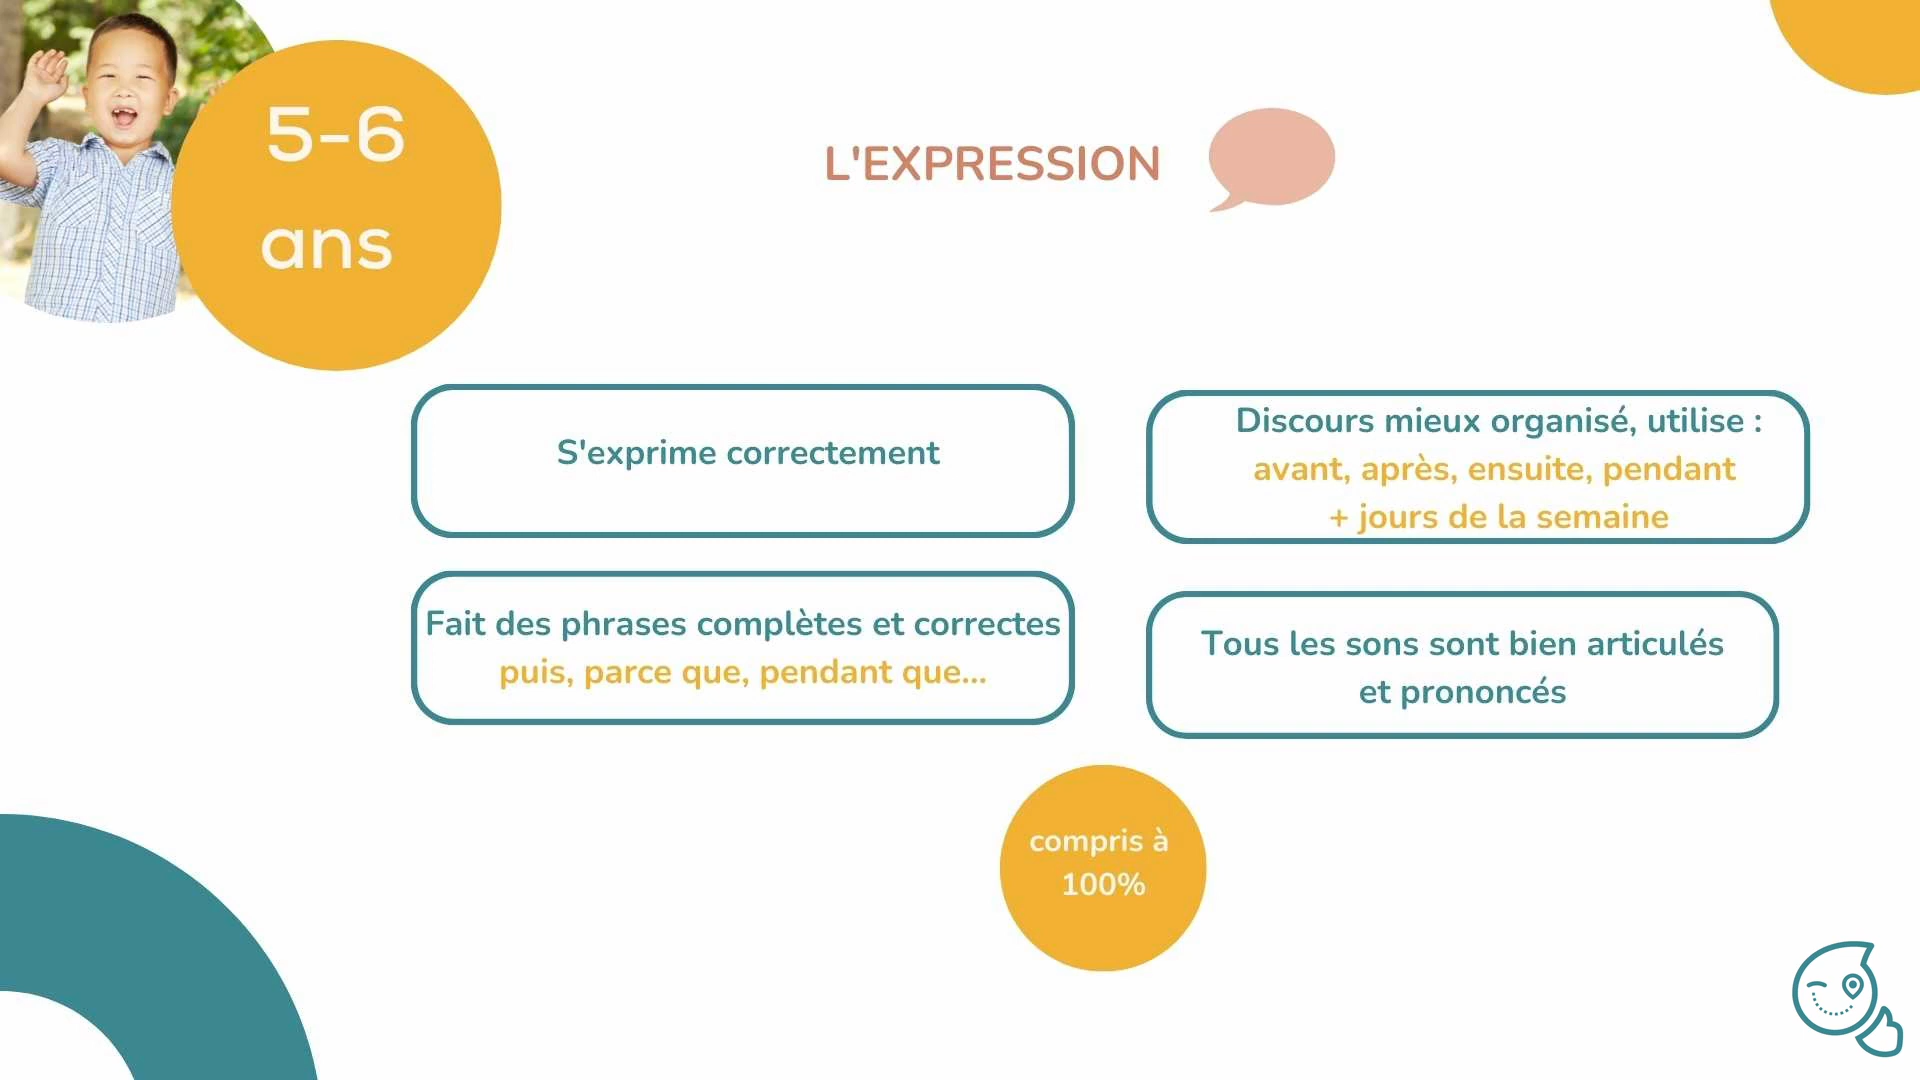 5-6
ans
L'EXPRESSION
S'exprime correctement
Discours mieux organisé, utilise :
avant, après, ensuite, pendant
+ jours de la semaine
Fait des phrases complètes et correctes
puis, parce que, pendant que...
Tous les sons sont bien articulés
et prononcés
compris à
100%